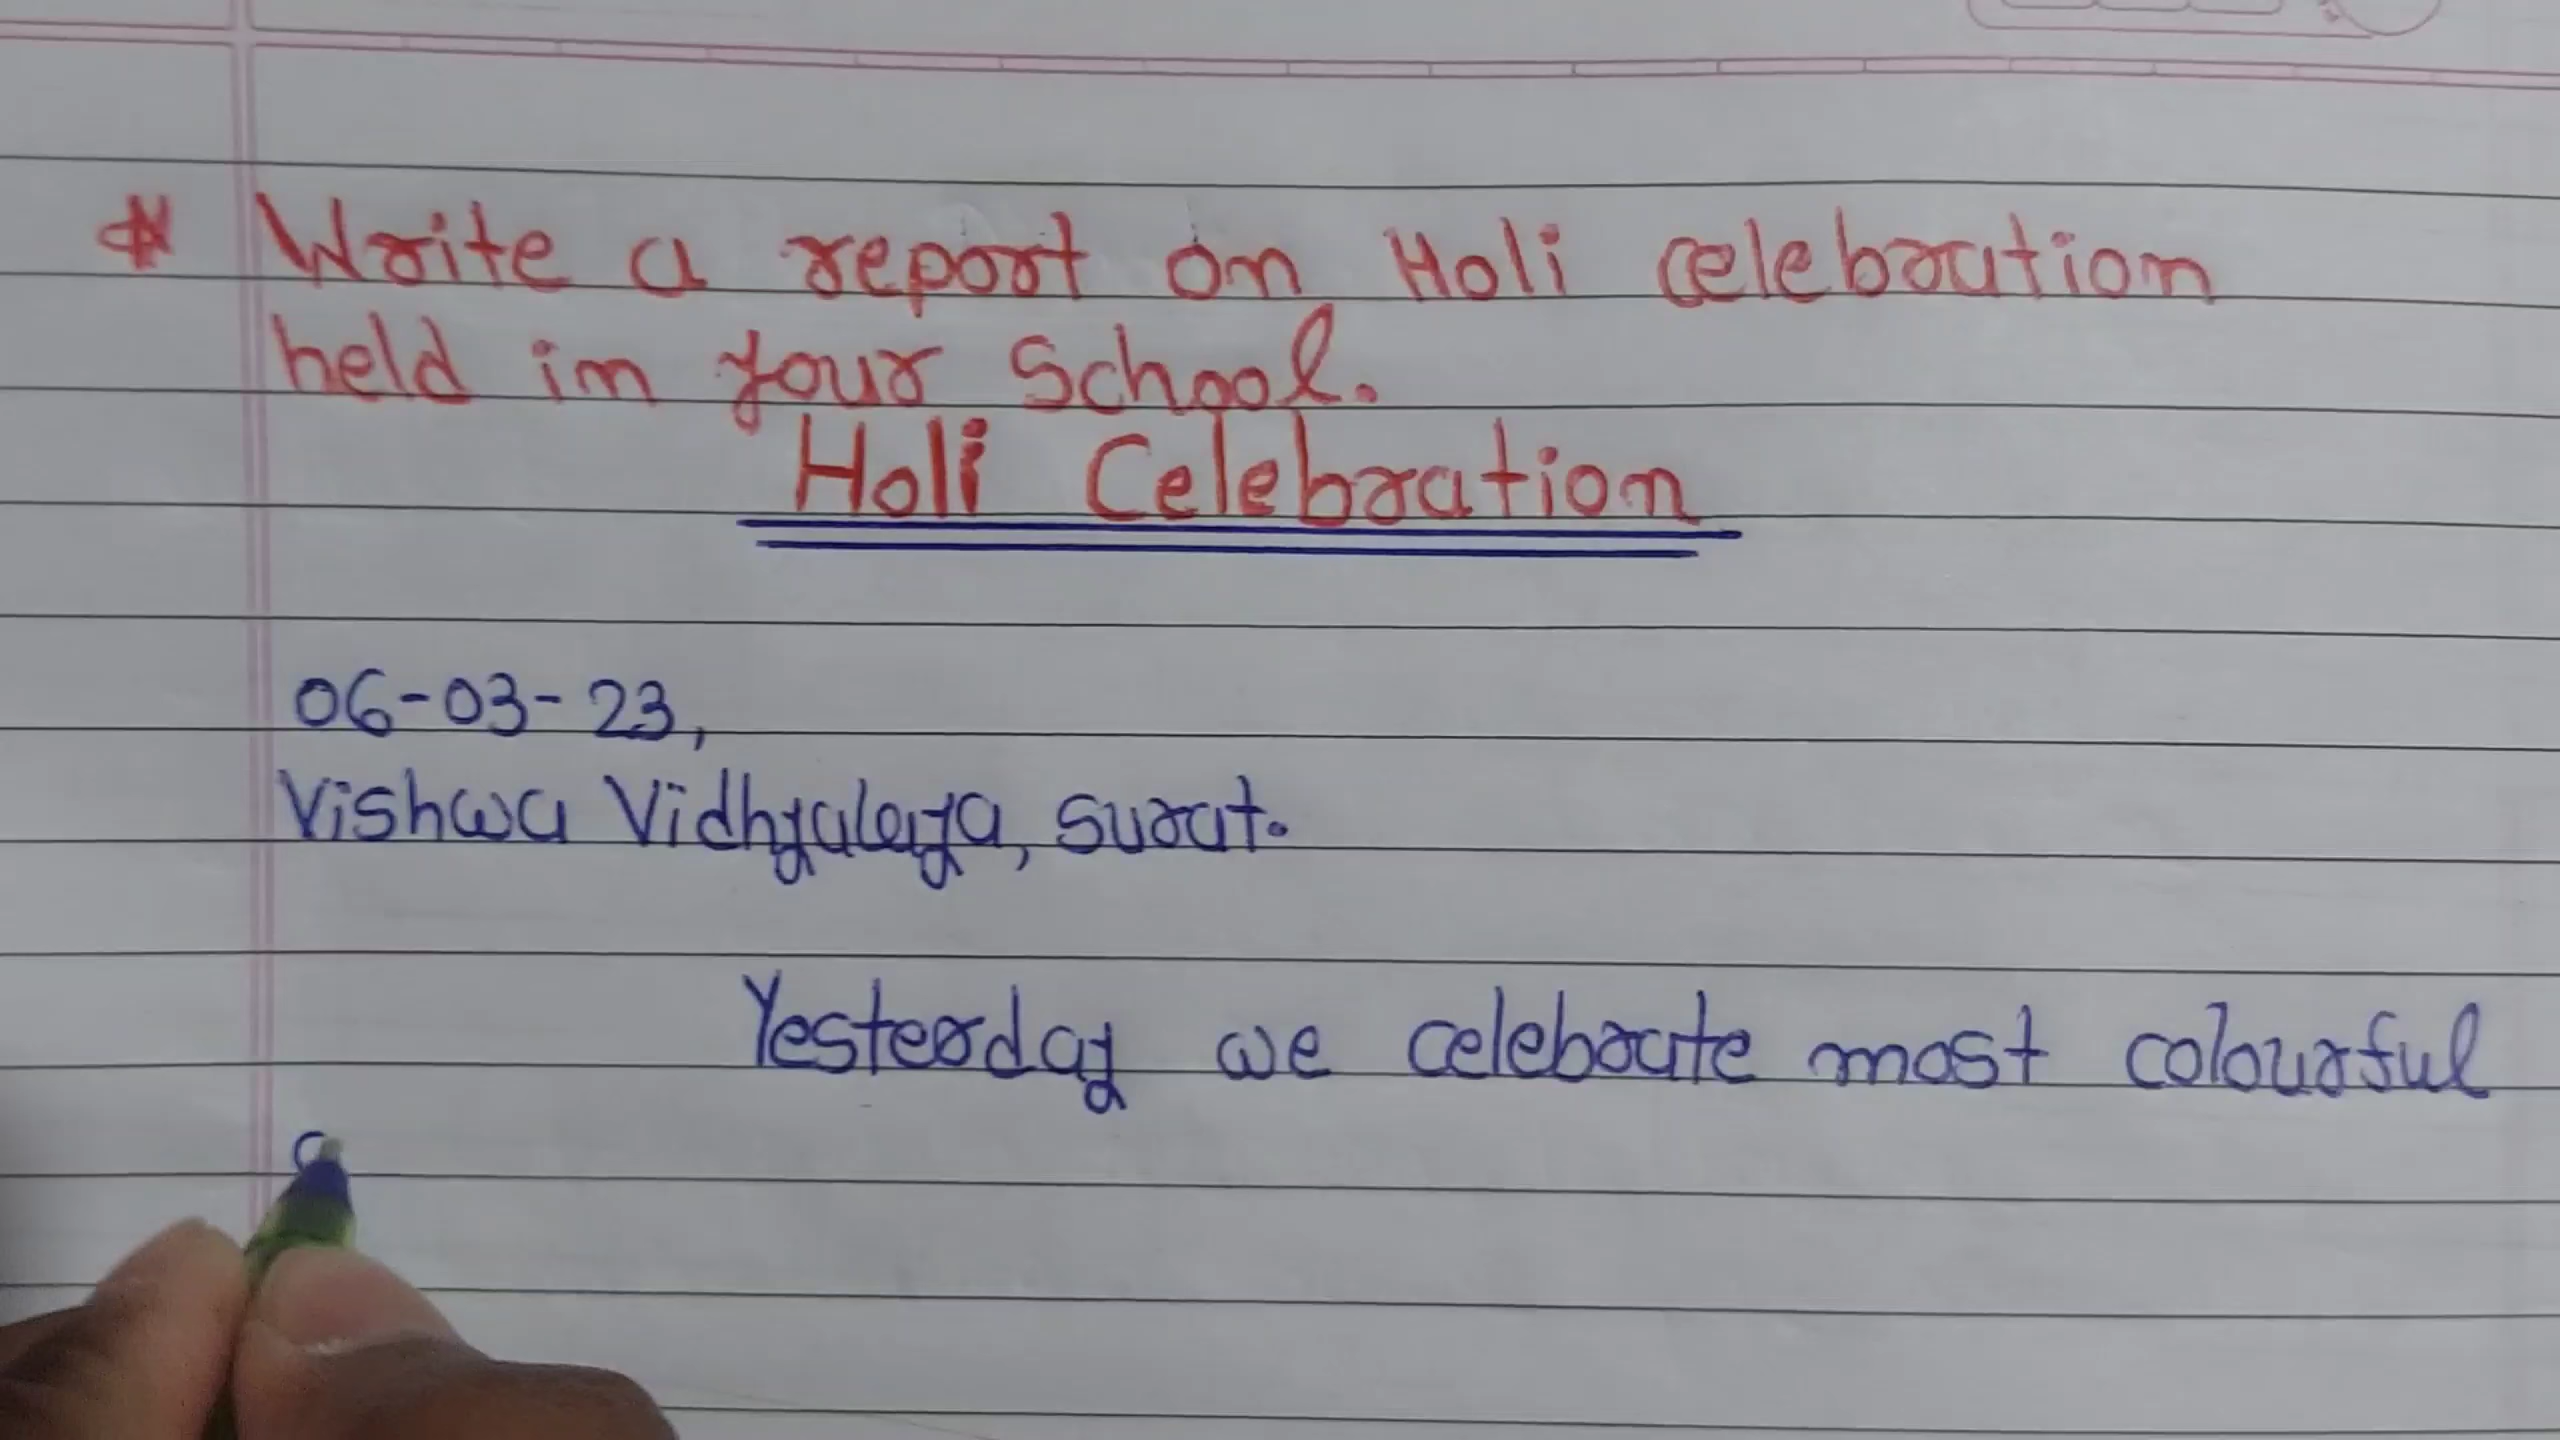 * Write a report on Holi celebration
held in your School.
Holi Celebration
06-03-23,
Vishwa Vidhyalaya, Surat.
Yesterday we celebrate most colourful